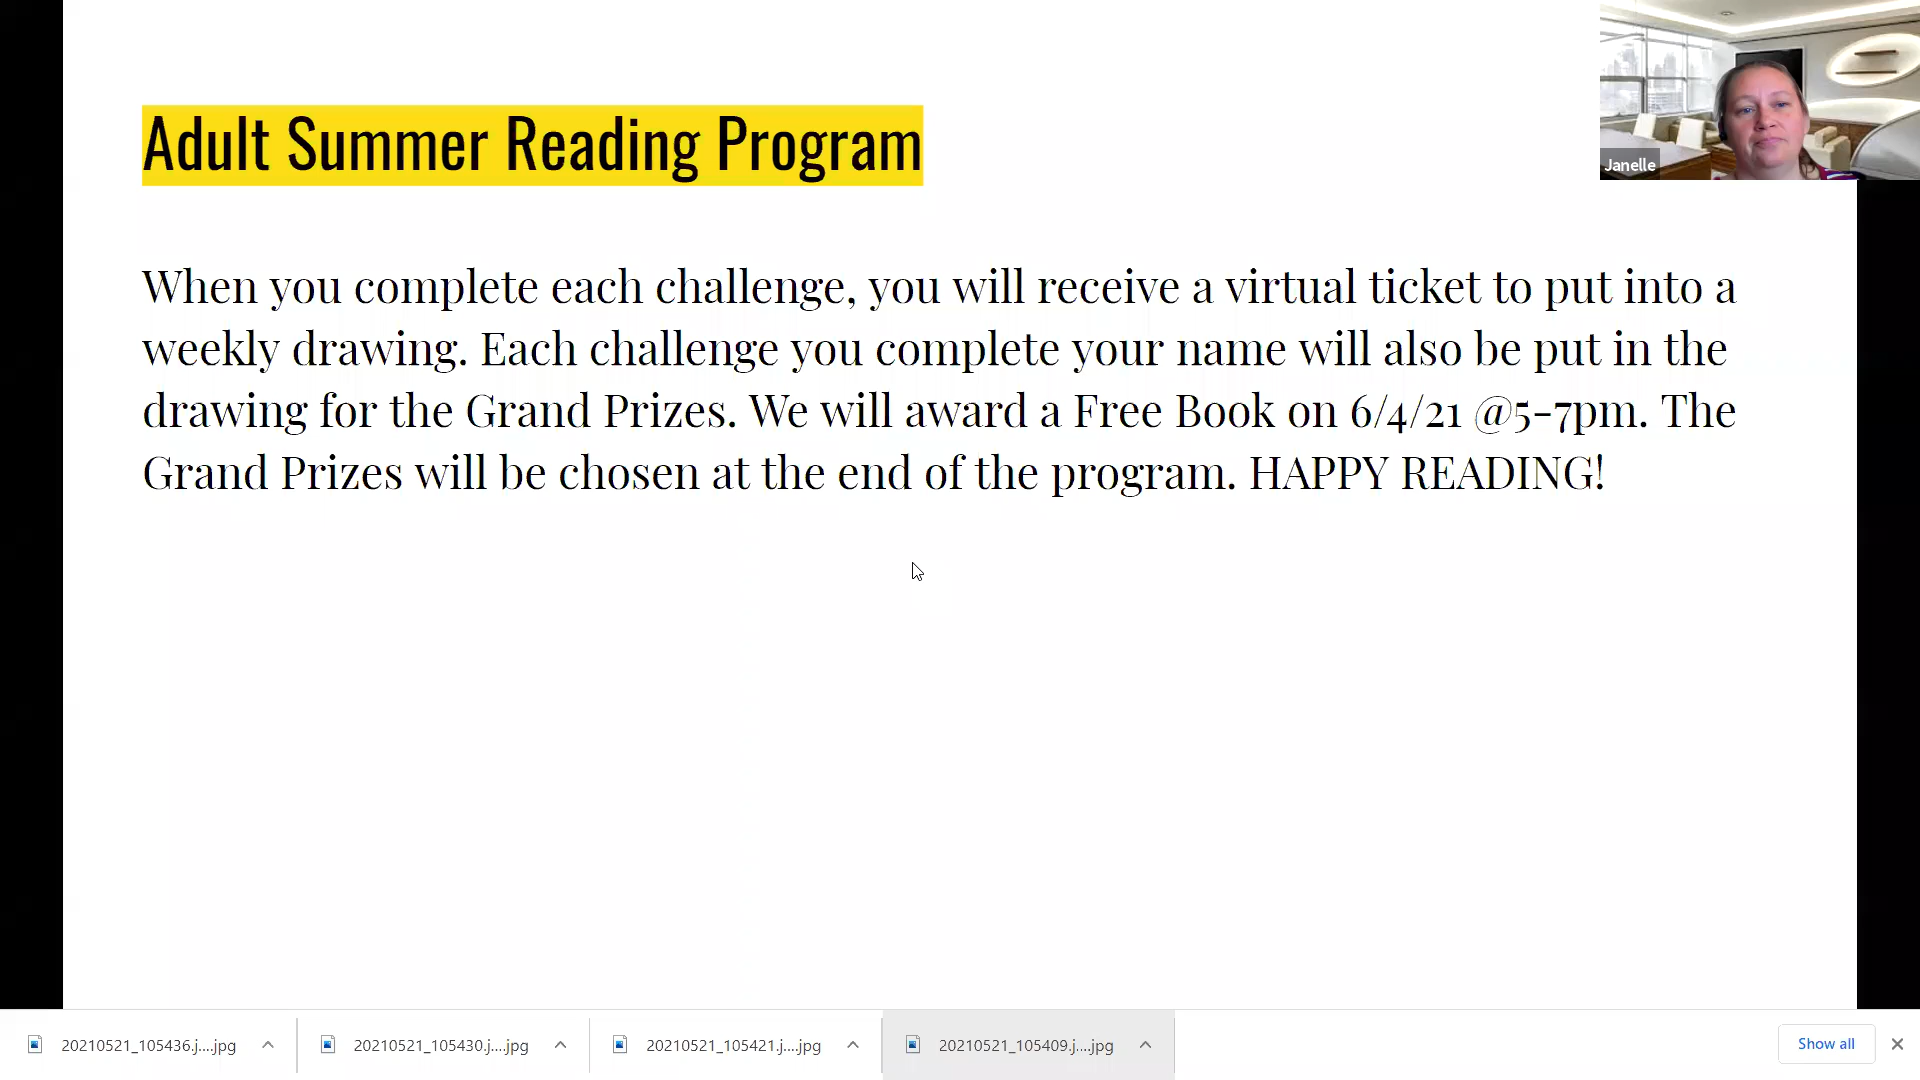 Adult Summer Reading Program
Janelle
When you complete each challenge, you will receive a virtual ticket to put into a
weekly drawing. Each challenge you complete your name will also be put in the
drawing for the Grand Prizes. We will award a Free Book on 6/4/21 @5-7pm. The
Grand Prizes will be chosen at the end of the program. HAPPY READING!
20210521_105436.j....jpg
20210521_105430.j....jpg
20210521_105421.j....jpg
20210521_105409.j....jpg
Show all